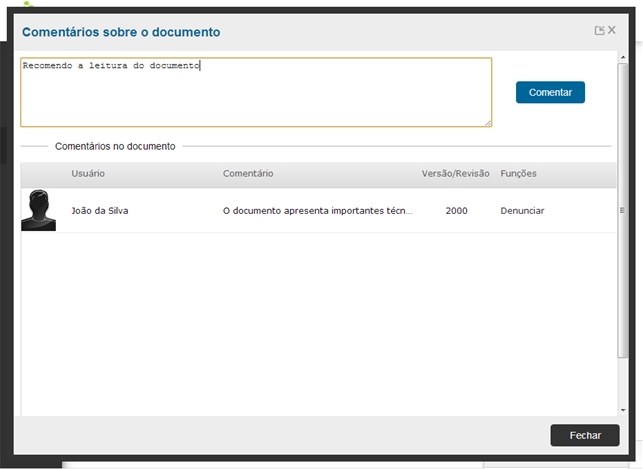 Comentários sobre o documento
Recomendo a leitura do documento
Comentar
Comentários no documento
Usuário Comentário Versão/Revisão Funções
João da Silva O documento apresenta importantes técn... 2000 Denunciar
Fechar